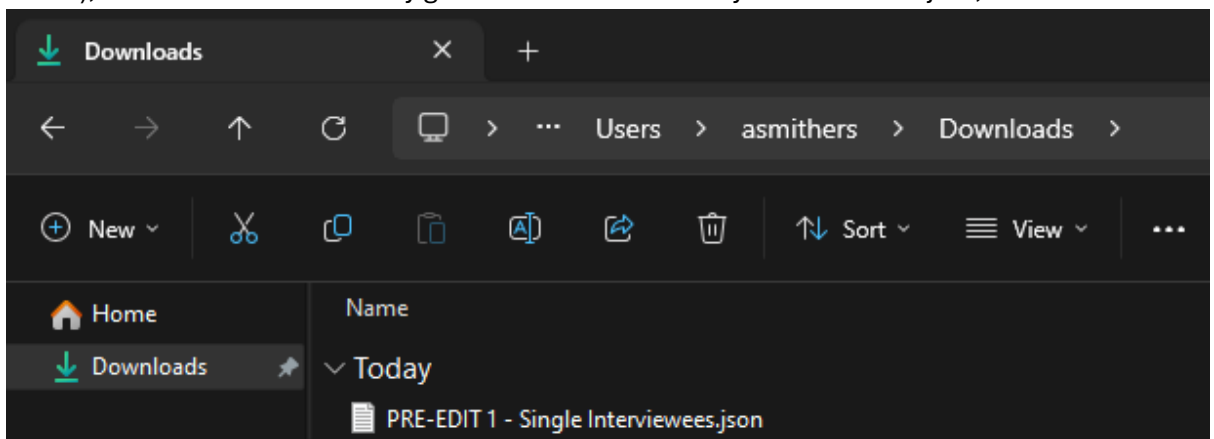 Downloads
Users > asmithers > Downloads >
New
Sort
View
Home
Name
Downloads
Today
PRE-EDIT 1 - Single Interviewees.json